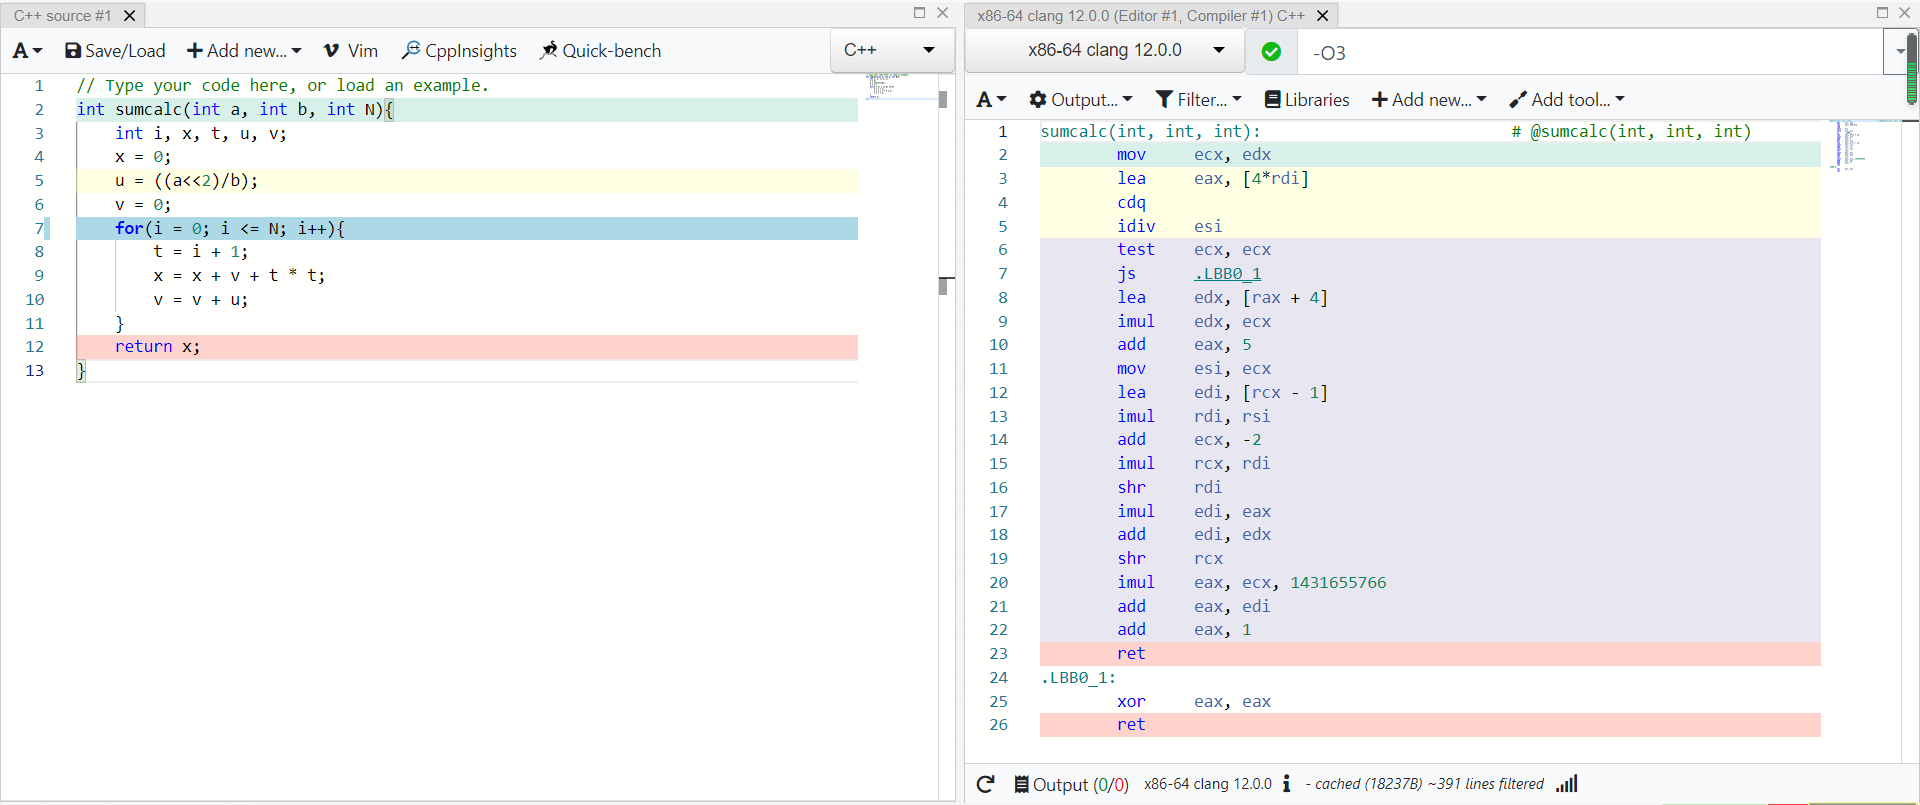 C++ source #1
A Save/Load Add new... Vim CppInsights Quick-bench C++
1 // Type your code here, or load an example.
2 int sumcalc(int a, int b, int N){
3 int i, x, t, u, v;
4 x = 0;
5 u = ((a<<2)/b);
6 v = 0;
7 for(i = 0; i <= N; i++){
8 t = i + 1;
9 x = x + v + t * t;
10 v = v + u;
11 }
12 return x;
13 }
x86-64 clang 12.0.0 (Editor #1, Compiler #1) C++
x86-64 clang 12.0.0 -O3
A Output... Filter... Libraries Add new... Add tool...
1 sumcalc(int, int, int): # @sumcalc(int, int, int)
2 mov ecx, edx
3 lea eax, [4*rdi]
4 cdq
5 idiv esi
6 test ecx, ecx
7 js .LBB0_1
8 lea edx, [rax + 4]
9 imul edx, ecx
10 add eax, 5
11 mov esi, ecx
12 lea edi, [rcx - 1]
13 imul rdi, rsi
14 add ecx, -2
15 imul rcx, rdi
16 shr rdi
17 imul edi, eax
18 add edi, edx
19 shr rcx
20 imul eax, ecx, 1431655766
21 add eax, edi
22 add eax, 1
23 ret
24 .LBB0_1:
25 xor eax, eax
26 ret
Output (0/0) x86-64 clang 12.0.0 i - cached (18237B) ~391 lines filtered